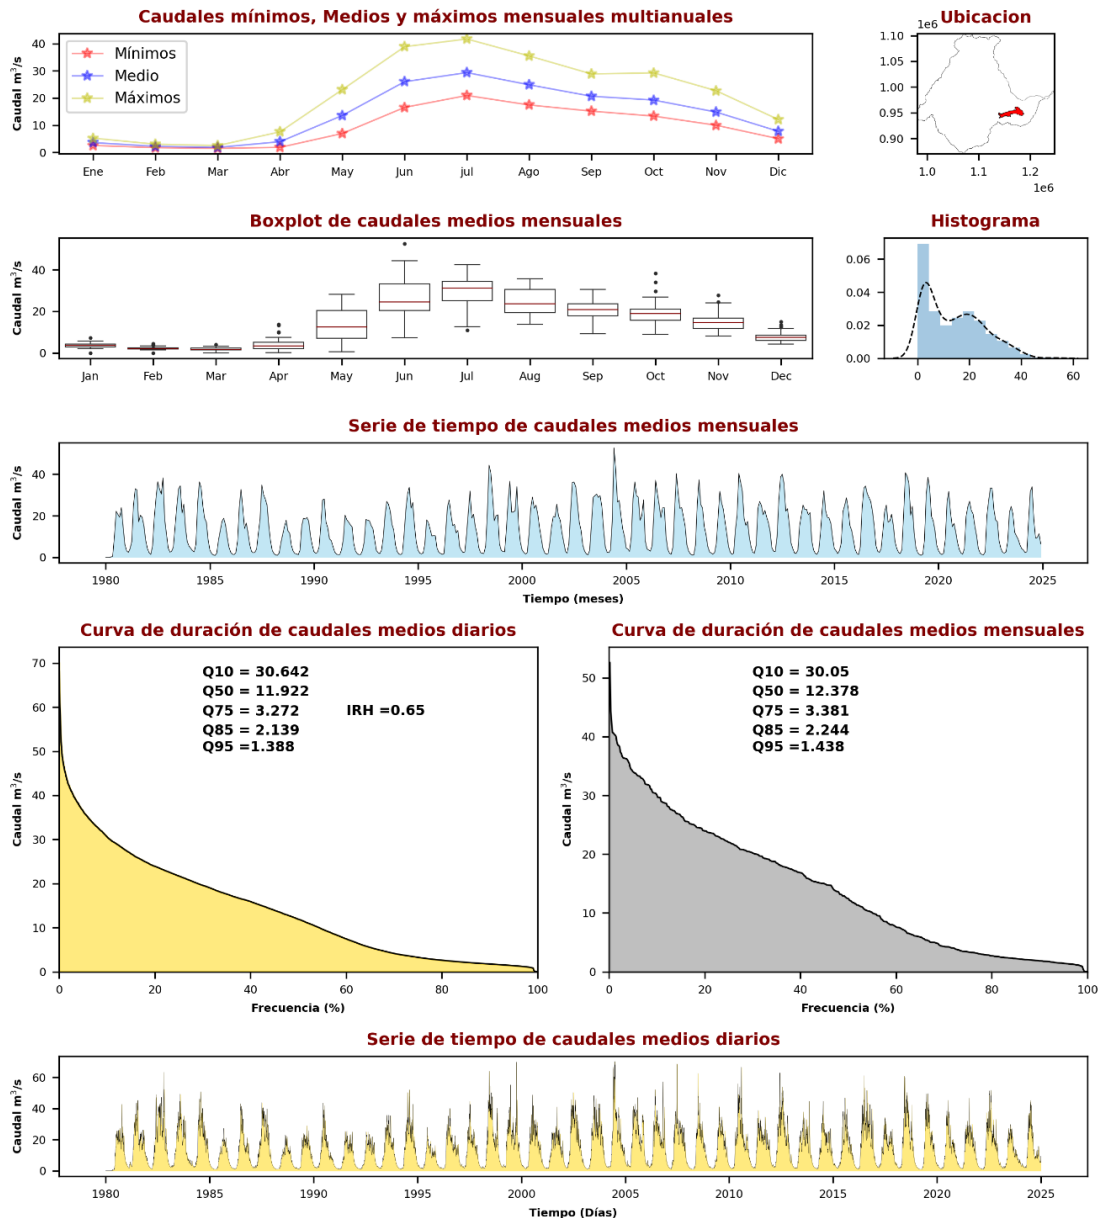 Caudales mínimos, Medios y máximos mensuales multianuales
Caudal m³/s
40
30
20
10
0
Mínimos
Medio
Máximos
Ene Feb Mar Abr May Jun jul Ago Sep Oct Nov Dic
Ubicacion
1e6
1.10
1.05
1.00
0.95
0.90
1.0 1.1 1.2
1e6
Boxplot de caudales medios mensuales
Caudal m³/s
40
20
0
Jan Feb Mar Apr May Jun Jul Aug Sep Oct Nov Dec
Histograma
0.06
0.04
0.02
0.00
0 20 40 60
Serie de tiempo de caudales medios mensuales
Caudal m³/s
40
20
0
1980 1985 1990 1995 2000 2005 2010 2015 2020 2025
Tiempo (meses)
Curva de duración de caudales medios diarios
Caudal m³/s
70
60
50
40
30
20
10
0
Q10 = 30.642
Q50 = 11.922
Q75 = 3.272 IRH =0.65
Q85 = 2.139
Q95 =1.388
0 20 40 60 80 100
Frecuencia (%)
Curva de duración de caudales medios mensuales
Caudal m³/s
50
40
30
20
10
0
Q10 = 30.05
Q50 = 12.378
Q75 = 3.381
Q85 = 2.244
Q95 =1.438
0 20 40 60 80 100
Frecuencia (%)
Serie de tiempo de caudales medios diarios
Caudal m³/s
60
40
20
0
1980 1985 1990 1995 2000 2005 2010 2015 2020 2025
Tiempo (Días)